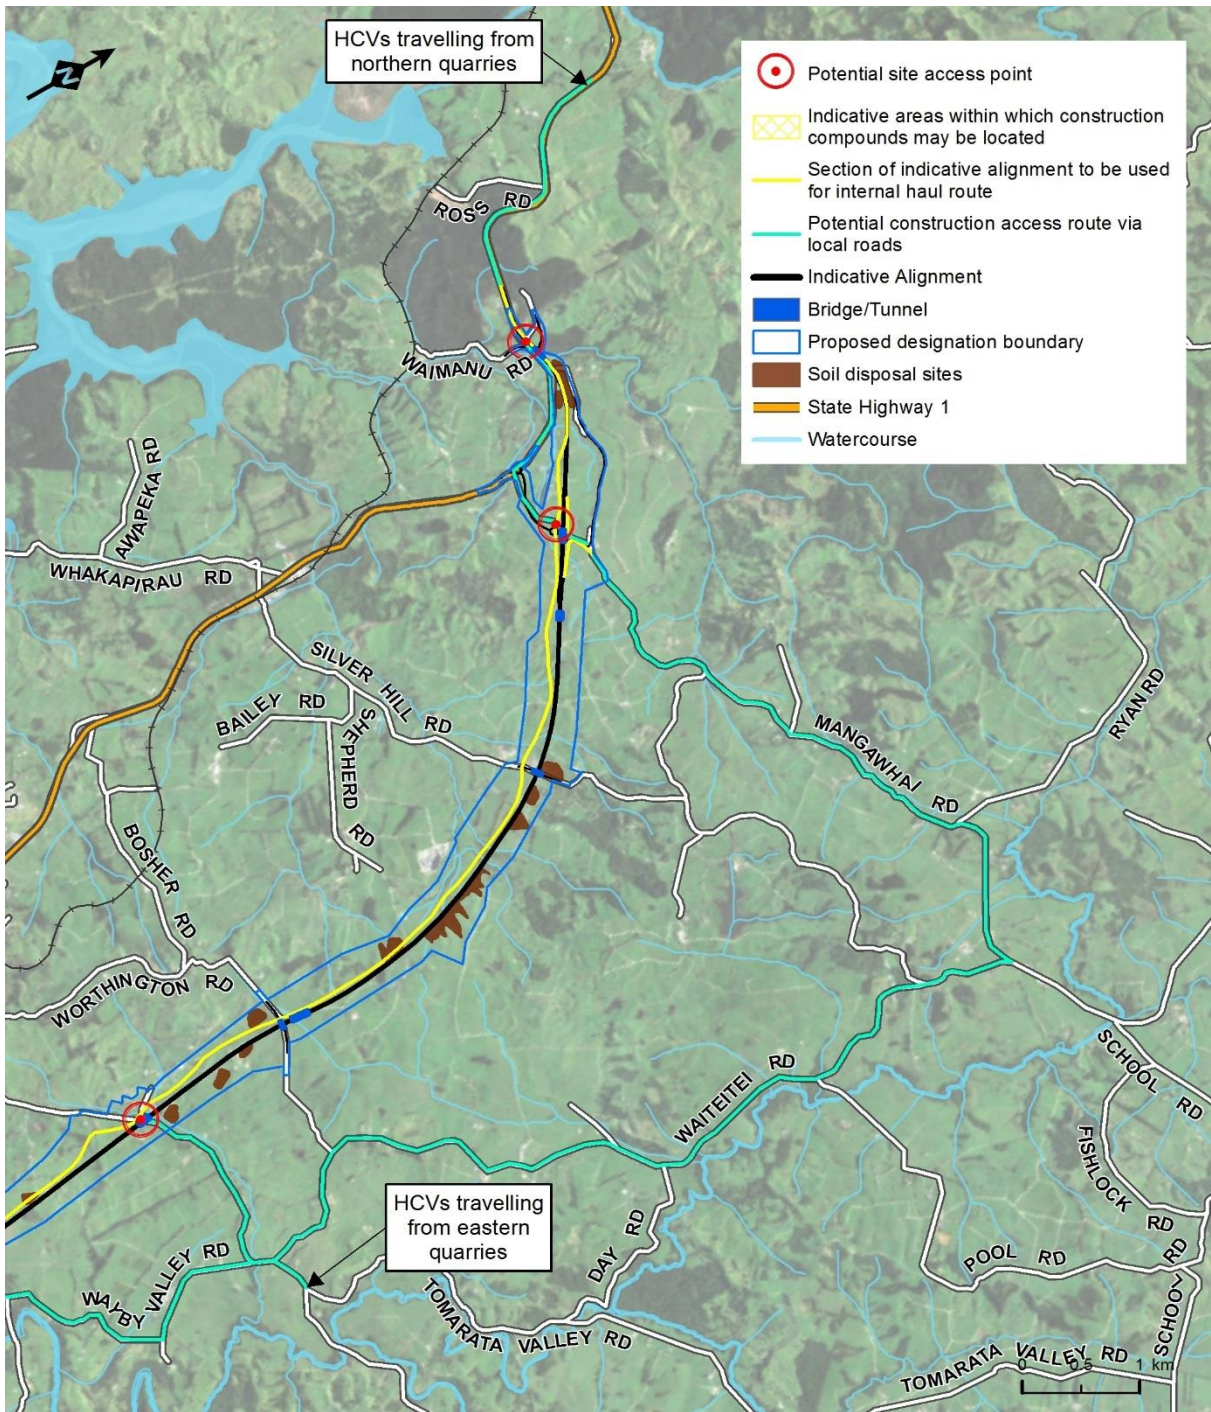 HCVs travelling from
northern quarries
N
Potential site access point
Indicative areas within which construction
compounds may be located
Section of indicative alignment to be used
for internal haul route
Potential construction access route via
local roads
Indicative Alignment
Bridge/Tunnel
Proposed designation boundary
Soil disposal sites
State Highway 1
Watercourse
ROSS RD
WAIMANU RD
AWAPEKA RD
WHAKAPIRAU RD
SILVER HILL RD
BAILEY RD
SHEPHERD RD
MANGAWHAI RD
RYAN RD
BOSHER RD
WORTHINGTON RD
SCHOOL RD
WAITEITEI RD
FISHLOCK RD
HCVs travelling
from eastern
quarries
DAY RD
POOL RD
WAYBY VALLEY RD
TOMARATA VALLEY RD
SCHOOL RD
TOMARATA VALLEY RD
0 0.5 1 km